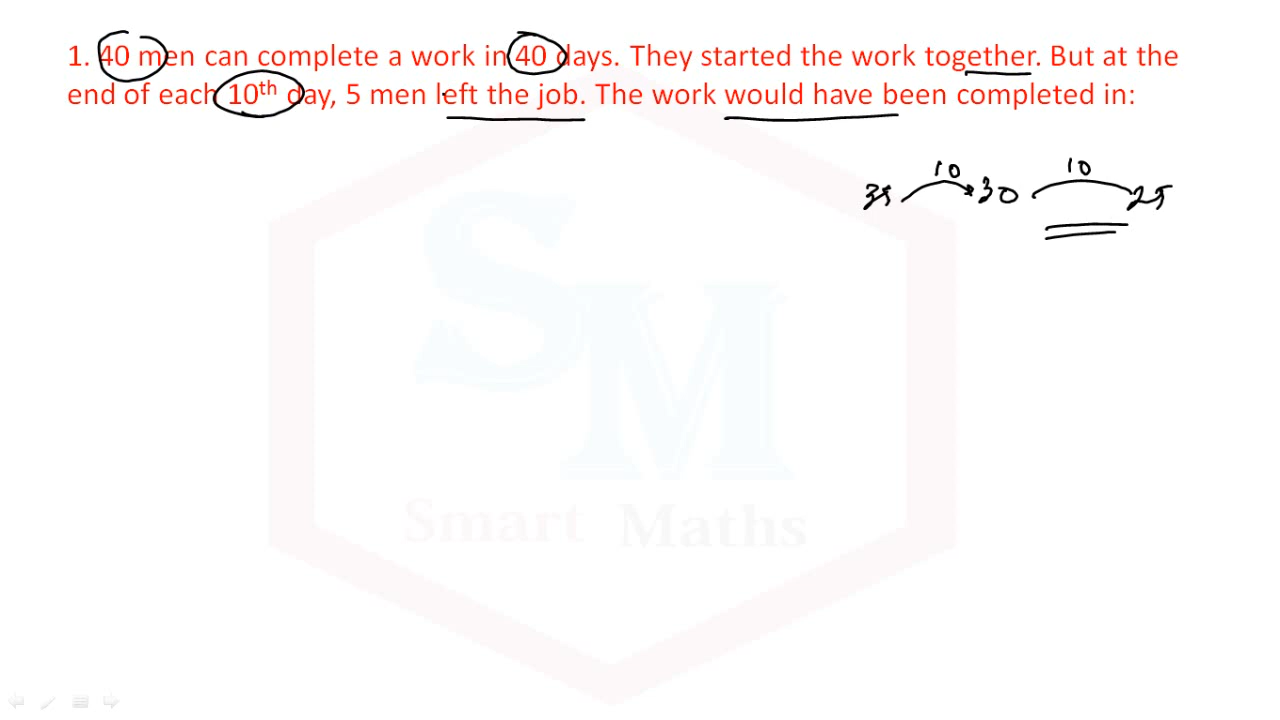 1. 40 men can complete a work in 40 days. They started the work together. But at the
end of each 10th day, 5 men left the job. The work would have been completed in:
10 10
35 30 25
SM
Smart Maths